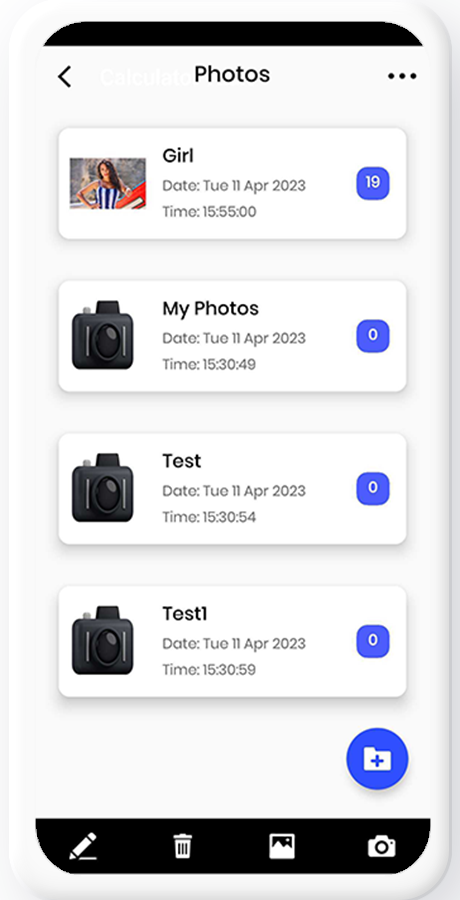 Calculator
Photos
Girl
Date: Tue 11 Apr 2023
Time: 15:55:00
19
My Photos
Date: Tue 11 Apr 2023
Time: 15:30:49
0
Test
Date: Tue 11 Apr 2023
Time: 15:30:54
0
Test1
Date: Tue 11 Apr 2023
Time: 15:30:59
0